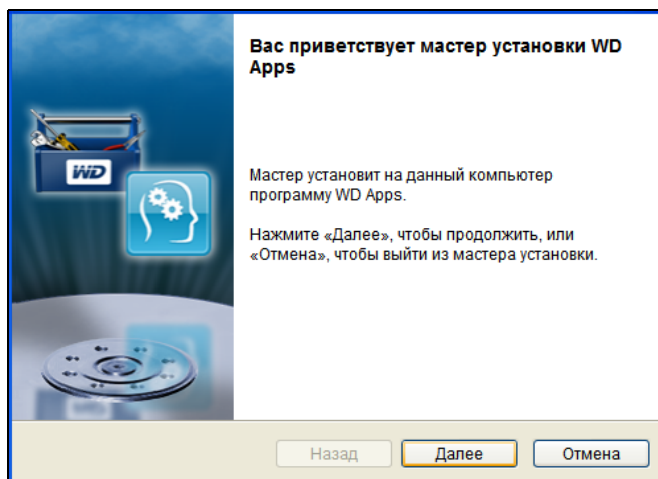 Вас приветствует мастер установки WD
Apps
WD
Мастер установит на данный компьютер
программу WD Apps.
Нажмите «Далее», чтобы продолжить, или
«Отмена», чтобы выйти из мастера установки.
Назад
Далее
Отмена